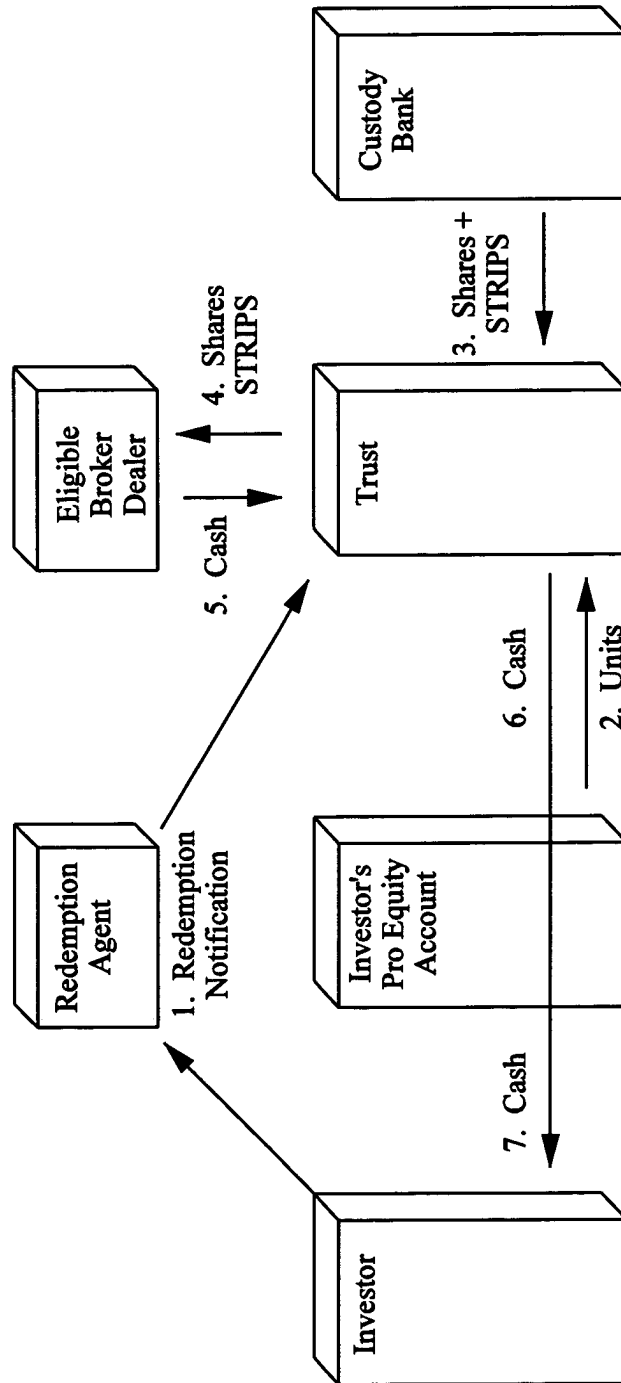 Redemption
Agent
Eligible
Broker
Dealer
1. Redemption
Notification
5. Cash
4. Shares
STRIPS
Investor
Investor's
Pro Equity
Account
Trust
Custody
Bank
3. Shares +
STRIPS
7. Cash
6. Cash
2. Units